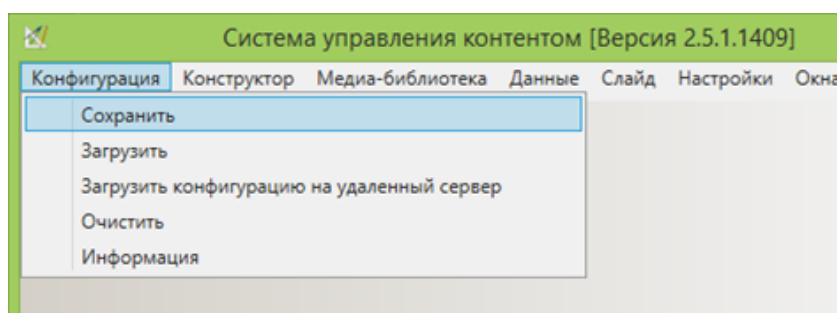 Система управления контентом [Версия 2.5.1.1409]
Конфигурация Конструктор Медиа-библиотека Данные Слайд Настройки Окна
Сохранить
Загрузить
Загрузить конфигурацию на удаленный сервер
Очистить
Информация